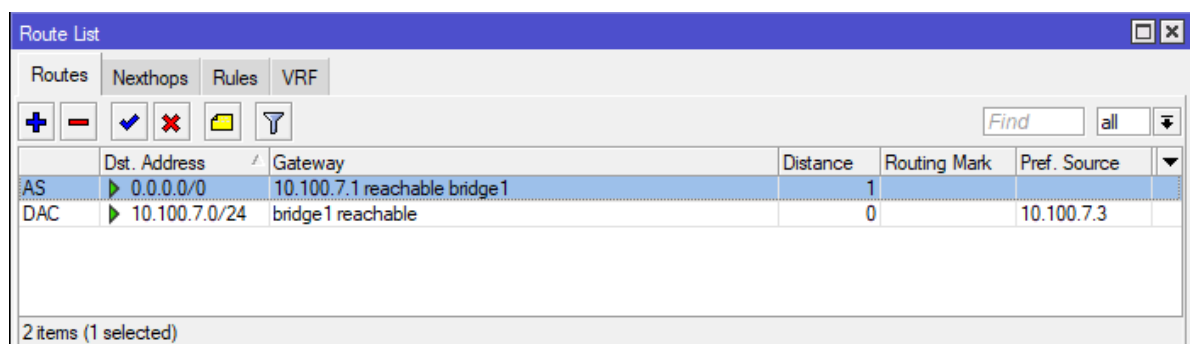 Route List
Routes Nexthops Rules VRF
Find all
Dst. Address Gateway Distance Routing Mark Pref. Source
AS 0.0.0.0/0 10.100.7.1 reachable bridge1 1
DAC 10.100.7.0/24 bridge1 reachable 0 10.100.7.3
2 items (1 selected)